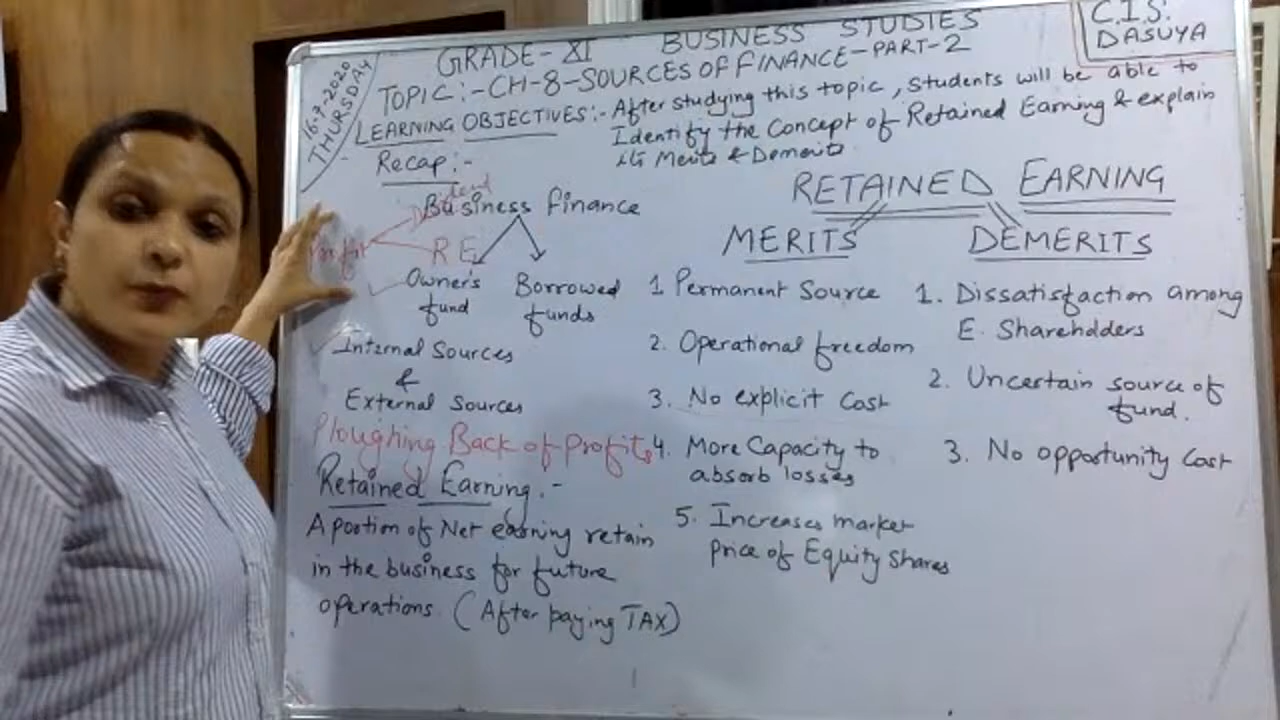 16-7-2020
THURSDAY
GRADE-XI BUSINESS STUDIES
C.I.S.
DASUYA
TOPIC:-CH-8-SOURCES OF FINANCE-PART-2
LEARNING OBJECTIVES:- After studying this topic, students will be able to
Identify the Concept of Retained Earning & explain
its Merits & Demerits
Recap:-
Business finance
R E
Owner's fund
Borrowed funds
Internal Sources
&
External Sources
Ploughing Back of Profits
Retained Earning.-
A portion of Net earning retain
in the business for future
operations. (After paying TAX)
RETAINED EARNING
MERITS
1 Permanent Source
2. Operational freedom
3. No explicit Cost
4. More Capacity to
absorb losses
5. Increases market
price of Equity Shares
DEMERITS
1. Dissatisfaction among
E. Shareholders
2. Uncertain source of
fund.
3. No opportunity Cost